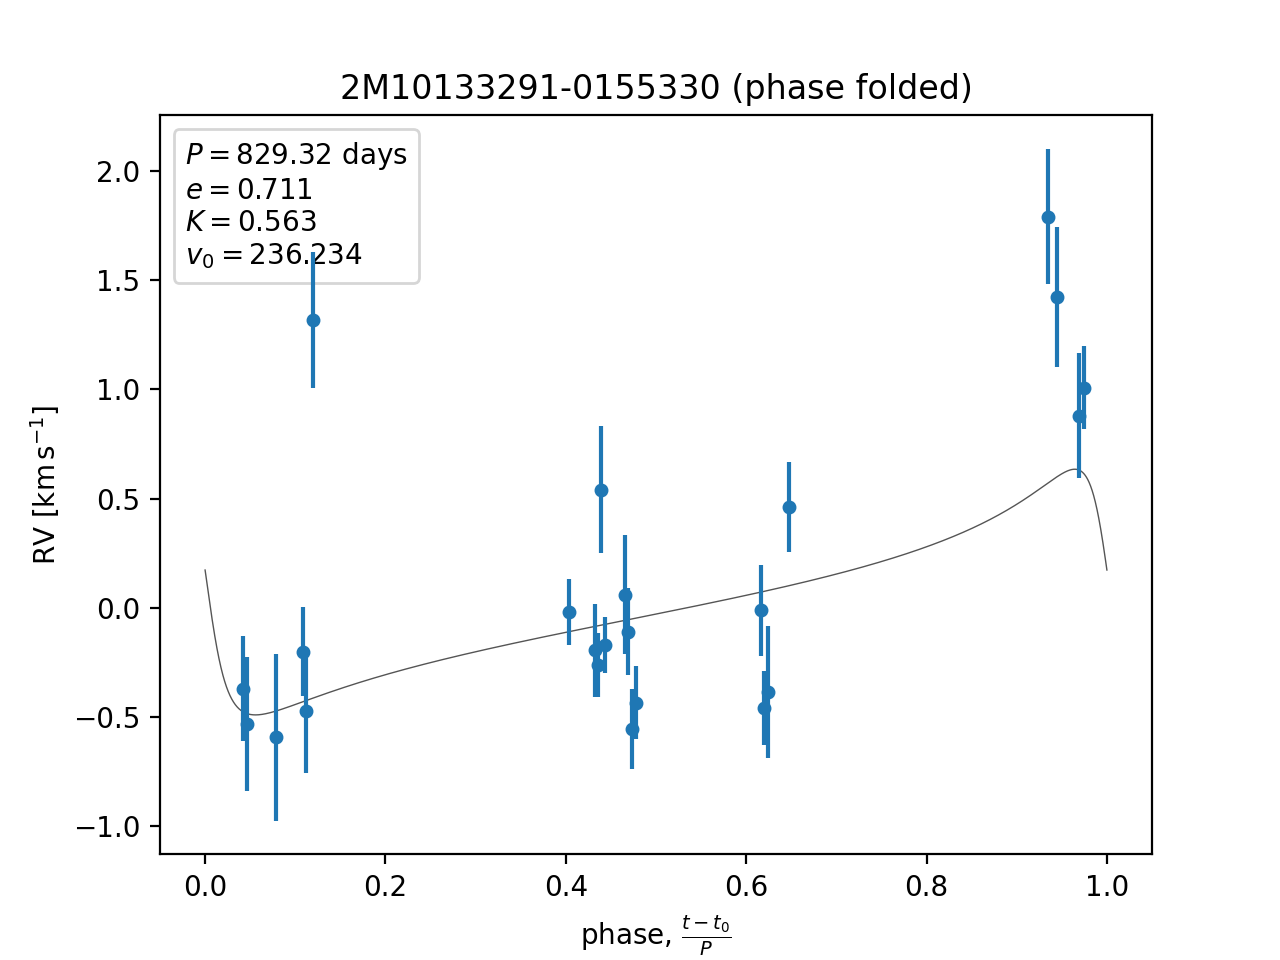 2M10133291-0155330 (phase folded)
P = 829.32 days
e = 0.711
K = 0.563
v₀ = 236.234
2.0
1.5
1.0
0.5
0.0
−0.5
−1.0
RV [km s⁻¹]
0.0 0.2 0.4 0.6 0.8 1.0
phase, (t − t₀)/P